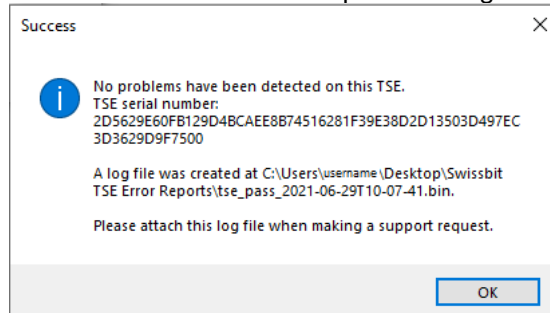 Success
No problems have been detected on this TSE.
TSE serial number:
2D5629E60FB129D4BCAEE8B74516281F39E38D2D13503D497EC
3D3629D9F7500
A log file was created at C:\Users\username\Desktop\Swissbit
TSE Error Reports\tse_pass_2021-06-29T10-07-41.bin.
Please attach this log file when making a support request.
OK